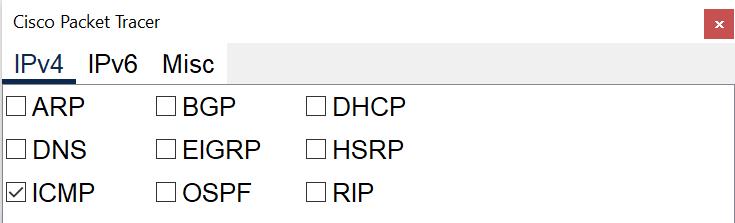 Cisco Packet Tracer
IPv4 IPv6 Misc
ARP BGP DHCP
DNS EIGRP HSRP
ICMP OSPF RIP